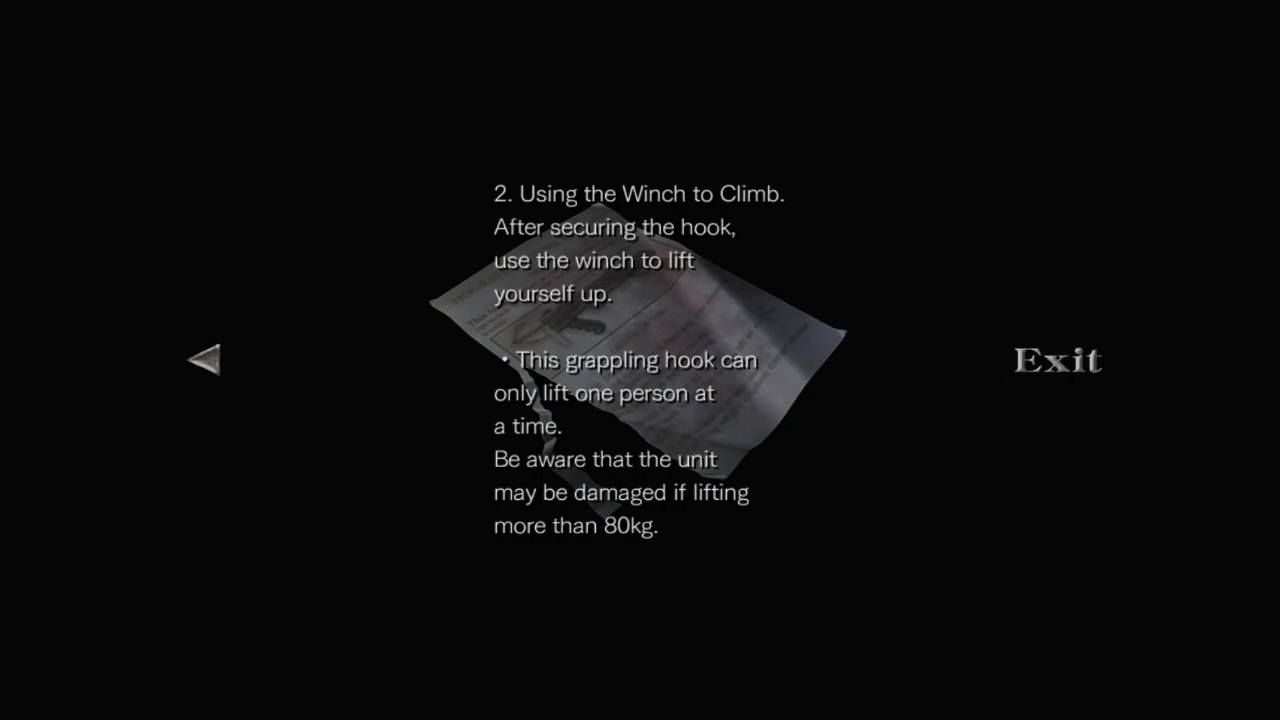 2. Using the Winch to Climb.
After securing the hook,
use the winch to lift
yourself up.
・This grappling hook can
only lift one person at
a time.
Be aware that the unit
may be damaged if lifting
more than 80kg.
Exit